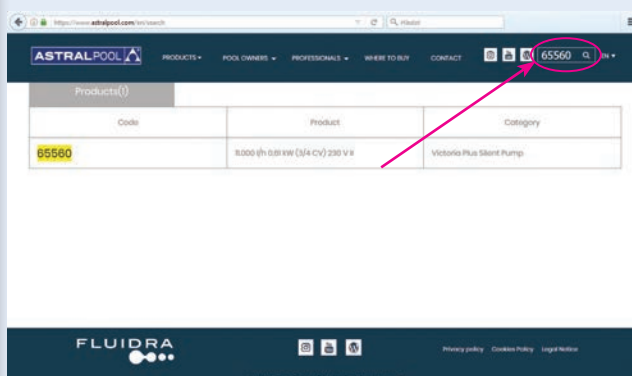 https://www.astralpool.com/en/search
ASTRALPOOL PRODUCTS POOL OWNERS PROFESSIONALS WHERE TO BUY CONTACT 65560 EN
Products(1)
Code Product Category
65560 11.000 l/h 0.61 kW (3/4 CV) 230 V II Victoria Plus Silent Pump
FLUIDRA Privacy policy Cookies Policy Legal Notice